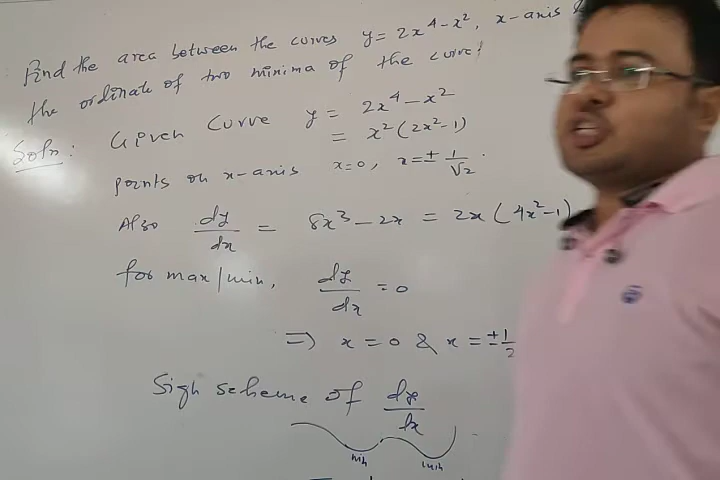 Find the area between the curves y = 2x⁴-x², x-axis &
the ordinate of two minima of the curve!
Soln: Given Curve y = 2x⁴-x²
= x²(2x²-1)
points on x-axis x=0, x=± 1/√2.
Also dy/dx = 8x³-2x = 2x(4x²-1)
for max/min, dy/dx = 0
⇒ x=0 & x=±1/2
Sign scheme of dy/dx
min min